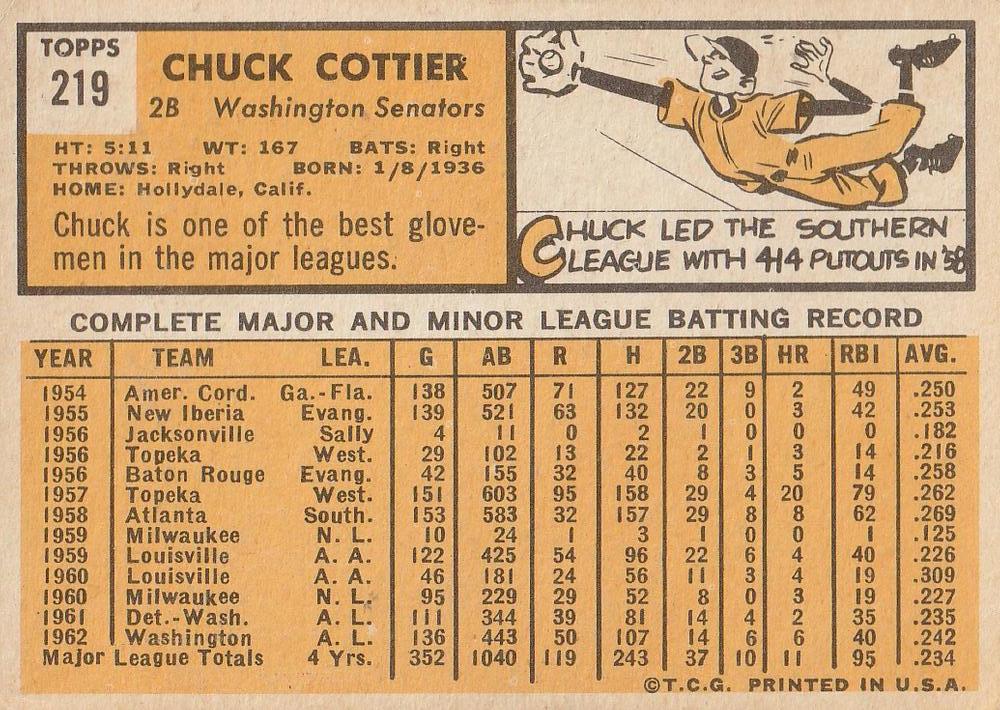 TOPPS
219
CHUCK COTTIER
2B Washington Senators
HT: 5:11 WT: 167 BATS: Right
THROWS: Right BORN: 1/8/1936
HOME: Hollydale, Calif.
Chuck is one of the best glove-
men in the major leagues.
CHUCK LED THE SOUTHERN
LEAGUE WITH 414 PUTOUTS IN '58
COMPLETE MAJOR AND MINOR LEAGUE BATTING RECORD
YEAR TEAM LEA. G AB R H 2B 3B HR RBI AVG.
1954 Amer. Cord. Ga.-Fla. 138 507 71 127 22 9 2 49 .250
1955 New Iberia Evang. 139 521 63 132 20 0 3 42 .253
1956 Jacksonville Sally 4 11 0 2 1 0 0 0 .182
1956 Topeka West. 29 102 13 22 2 1 3 14 .216
1956 Baton Rouge Evang. 42 155 32 40 8 3 5 14 .258
1957 Topeka West. 151 603 95 158 29 4 20 79 .262
1958 Atlanta South. 153 583 32 157 29 8 8 62 .269
1959 Milwaukee N. L. 10 24 1 3 1 0 0 1 .125
1959 Louisville A. A. 122 425 54 96 22 6 4 40 .226
1960 Louisville A. A. 46 181 24 56 11 3 4 19 .309
1960 Milwaukee N. L. 95 229 29 52 8 0 3 19 .227
1961 Det.-Wash. A. L. 111 344 39 81 14 4 2 35 .235
1962 Washington A. L. 136 443 50 107 14 6 6 40 .242
Major League Totals 4 Yrs. 352 1040 119 243 37 10 11 95 .234
©T.C.G. PRINTED IN U.S.A.